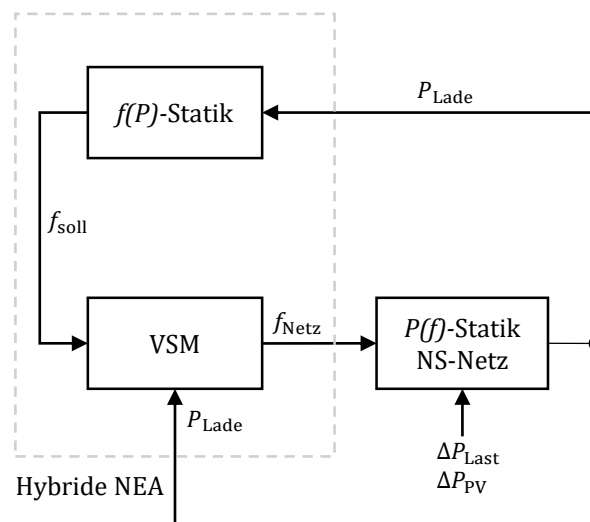 f(P)-Statik
P_Lade
f_soll
VSM
f_Netz
P(f)-Statik
NS-Netz
P_Lade
ΔP_Last
ΔP_PV
Hybride NEA